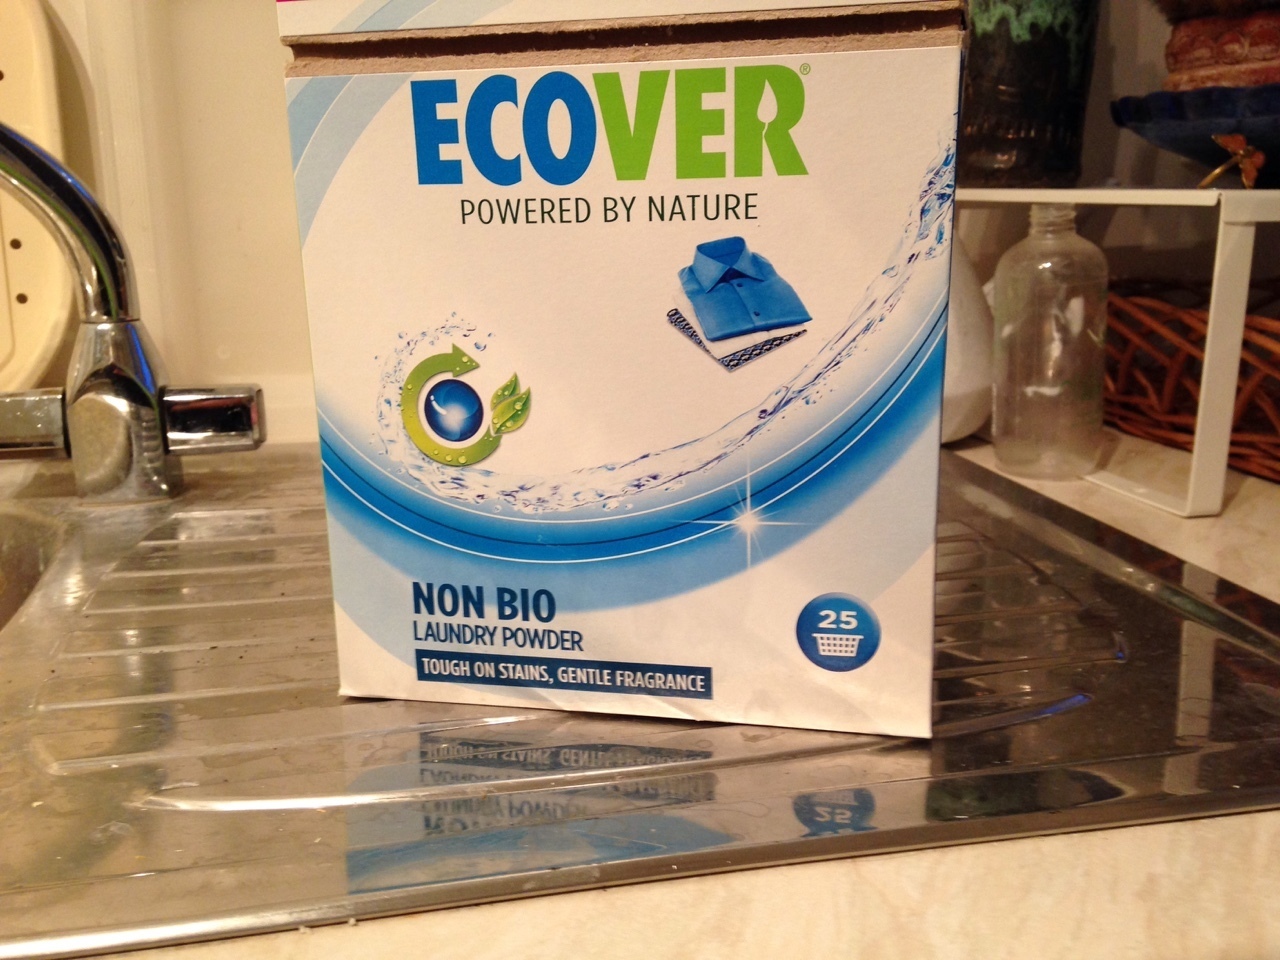 ECOVER®
POWERED BY NATURE
NON BIO
LAUNDRY POWDER
TOUGH ON STAINS, GENTLE FRAGRANCE
25